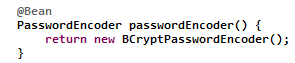 @Bean
PasswordEncoder passwordEncoder() {
    return new BCryptPasswordEncoder();
}